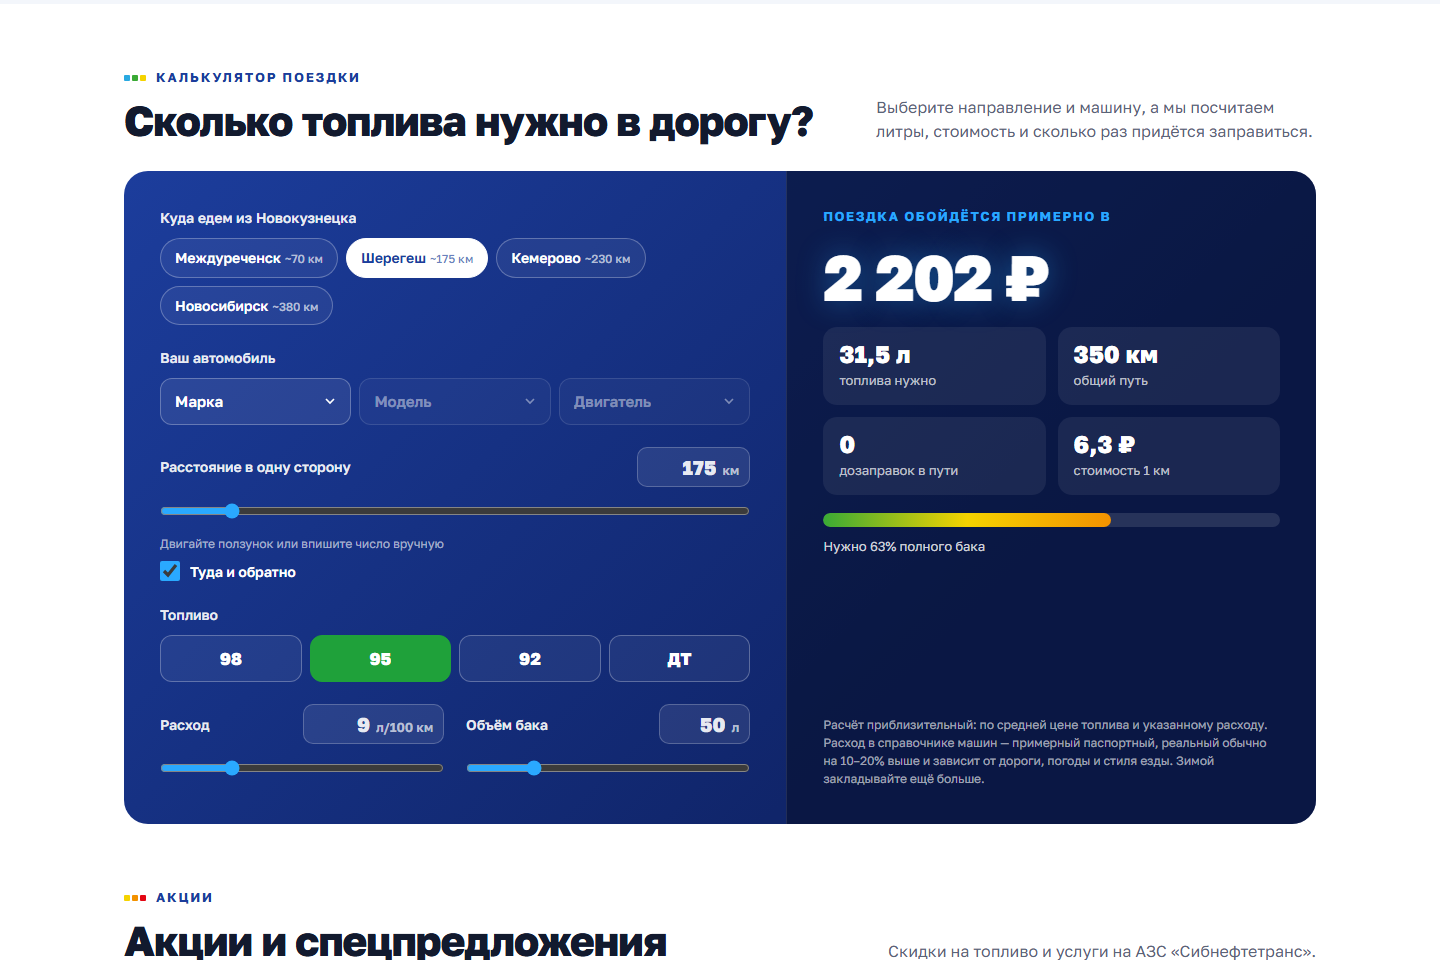 КАЛЬКУЛЯТОР ПОЕЗДКИ
Сколько топлива нужно в дорогу?
Выберите направление и машину, а мы посчитаем
литры, стоимость и сколько раз придётся заправиться.
Куда едем из Новокузнецка
Междуреченск ~70 км
Шерегеш ~175 км
Кемерово ~230 км
Новосибирск ~380 км
Ваш автомобиль
Марка
Модель
Двигатель
Расстояние в одну сторону
175 км
Двигайте ползунок или впишите число вручную
Туда и обратно
Топливо
98
95
92
ДТ
Расход
9 л/100 км
Объём бака
50 л
ПОЕЗДКА ОБОЙДЁТСЯ ПРИМЕРНО В
2 202 ₽
31,5 л
топлива нужно
350 км
общий путь
0
дозаправок в пути
6,3 ₽
стоимость 1 км
Нужно 63% полного бака
Расчёт приблизительный: по средней цене топлива и указанному расходу.
Расход в справочнике машин — примерный паспортный, реальный обычно
на 10–20% выше и зависит от дороги, погоды и стиля езды. Зимой
закладывайте ещё больше.
АКЦИИ
Акции и спецпредложения
Скидки на топливо и услуги на АЗС «Сибнефтетранс».